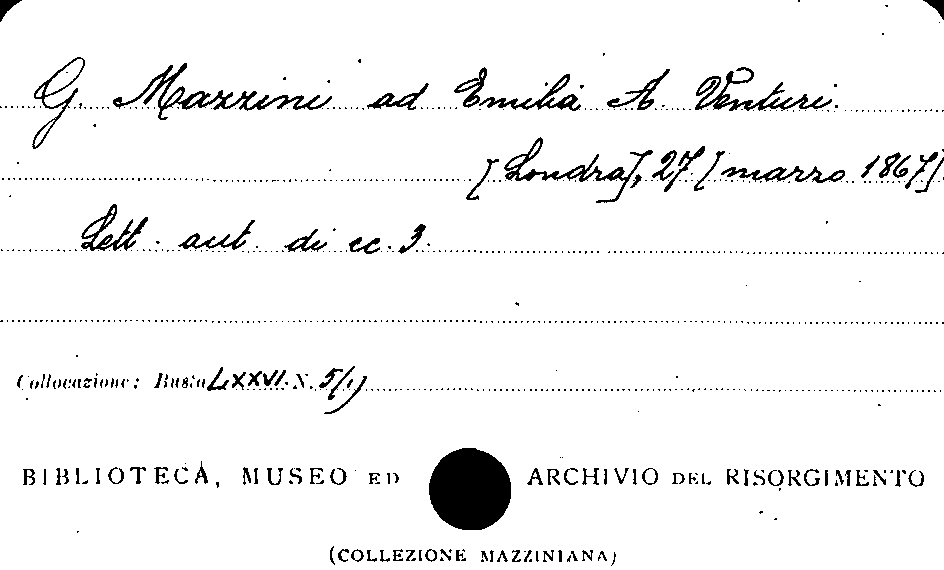 G. Mazzini ad Emilia A. Venturi.
[Londra], 27 [marzo 1867].
Lett. aut. di cc. 3.
Collocazione: Busta LXXVI. N. 5/1)
BIBLIOTECA, MUSEO ED ARCHIVIO DEL RISORGIMENTO
(COLLEZIONE MAZZINIANA)